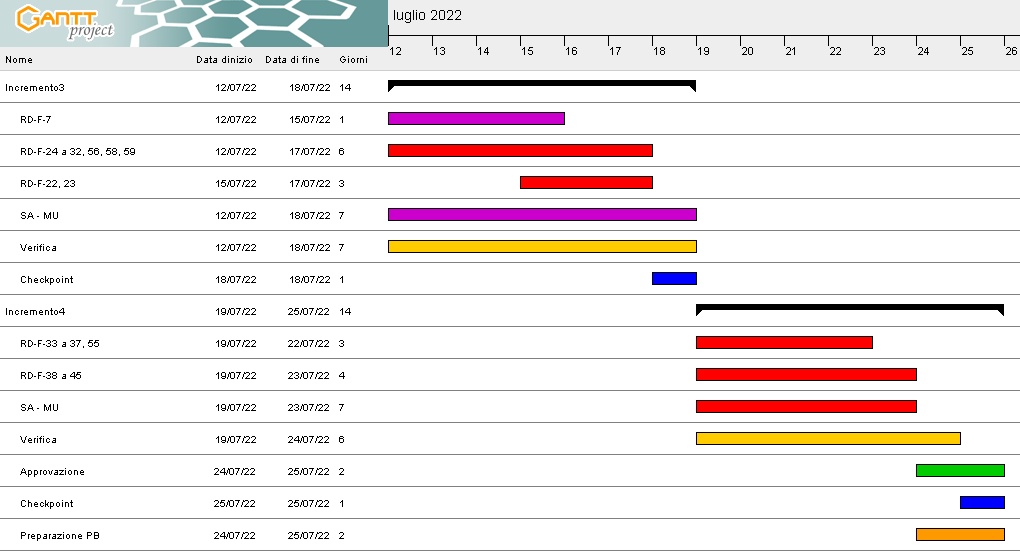 GANTT
project
luglio 2022
12 13 14 15 16 17 18 19 20 21 22 23 24 25 26
Nome Data dinizio Data di fine Giorni
Incremento3 12/07/22 18/07/22 14
RD-F-7 12/07/22 15/07/22 1
RD-F-24 a 32, 56, 58, 59 12/07/22 17/07/22 6
RD-F-22, 23 15/07/22 17/07/22 3
SA - MU 12/07/22 18/07/22 7
Verifica 12/07/22 18/07/22 7
Checkpoint 18/07/22 18/07/22 1
Incremento4 19/07/22 25/07/22 14
RD-F-33 a 37, 55 19/07/22 22/07/22 3
RD-F-38 a 45 19/07/22 23/07/22 4
SA - MU 19/07/22 23/07/22 7
Verifica 19/07/22 24/07/22 6
Approvazione 24/07/22 25/07/22 2
Checkpoint 25/07/22 25/07/22 1
Preparazione PB 24/07/22 25/07/22 2